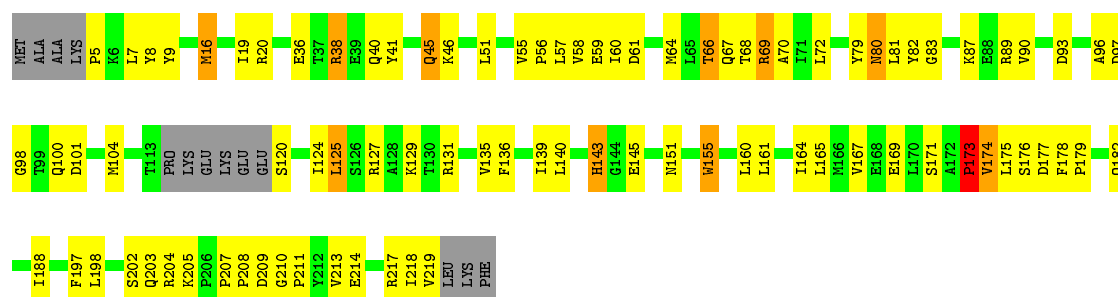 MET ALA ALA LYS P5 K6 L7 Y8 Y9 M16 I19 R20 E36 T37 R38 E39 Q40 Y41 Q45 K46 L51 V55 P56 L57 V58 E59 I60 D61 M64 L65 T66 Q67 T68 R69 A70 I71 L72 Y79 N80 L81 Y82 G83 K87 E88 R89 V90 D93 A96
G98 T99 Q100 D101 M104 T113 PRO LYS GLU LYS GLU GLU S120 I124 L125 S126 R127 A128 K129 T130 R131 V135 F136 I139 L140 H143 G144 E145 N151 W155 L160 L161 I164 L165 M166 V167 E168 E169 L170 S171 A172 P173 V174 L175 S176 D177 F178 P179
I188 F197 L198 S202 Q203 R204 K205 P206 P207 P208 D209 G210 P211 Y212 V213 E214 R217 I218 V219 LEU LYS PHE